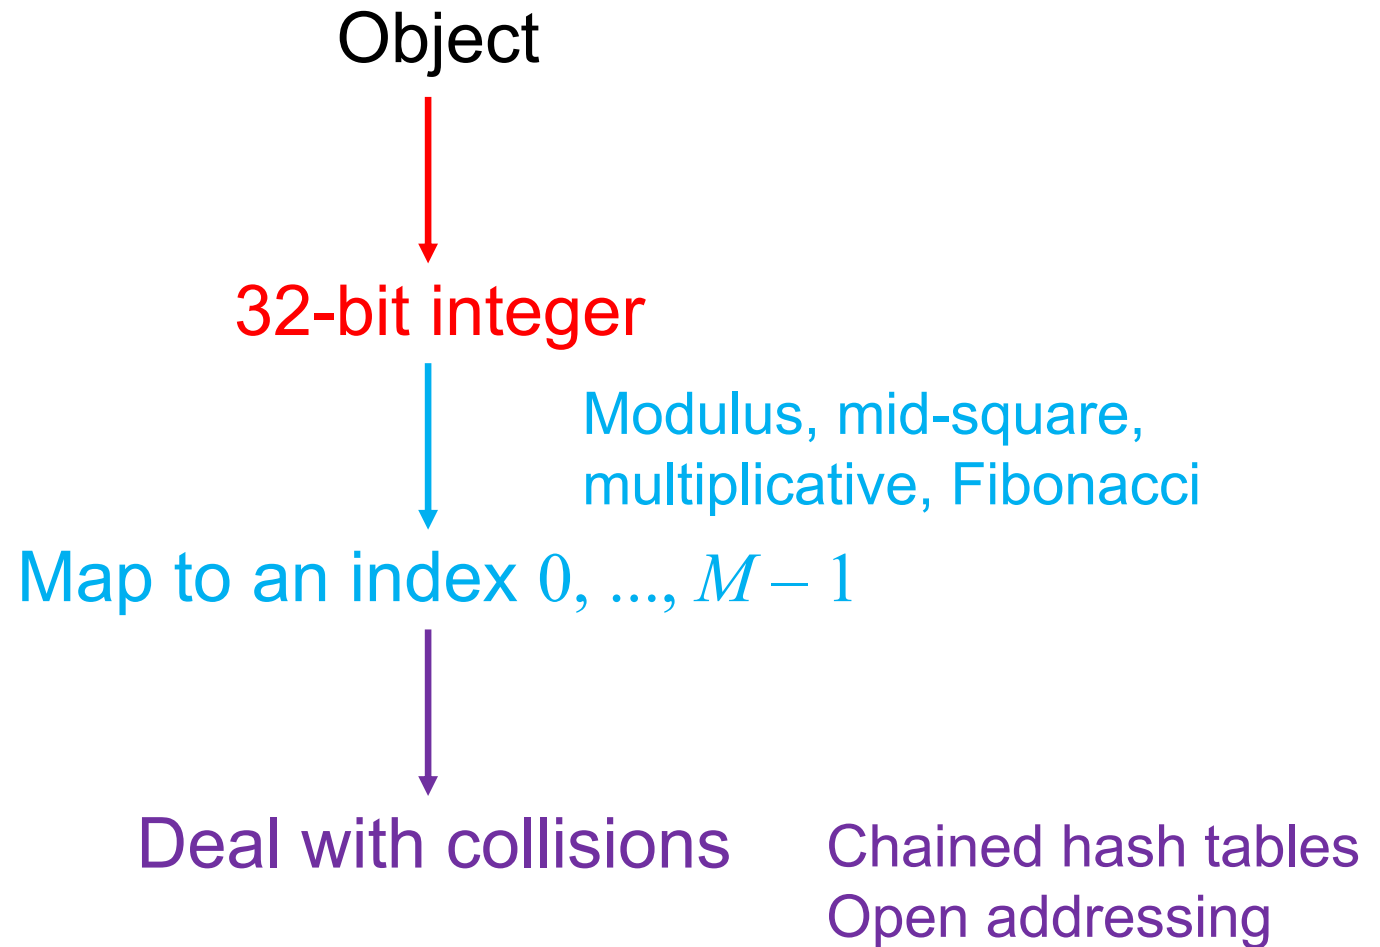 Object
32-bit integer
Modulus, mid-square,
multiplicative, Fibonacci
Map to an index 0, ..., M – 1
Deal with collisions
Chained hash tables
Open addressing